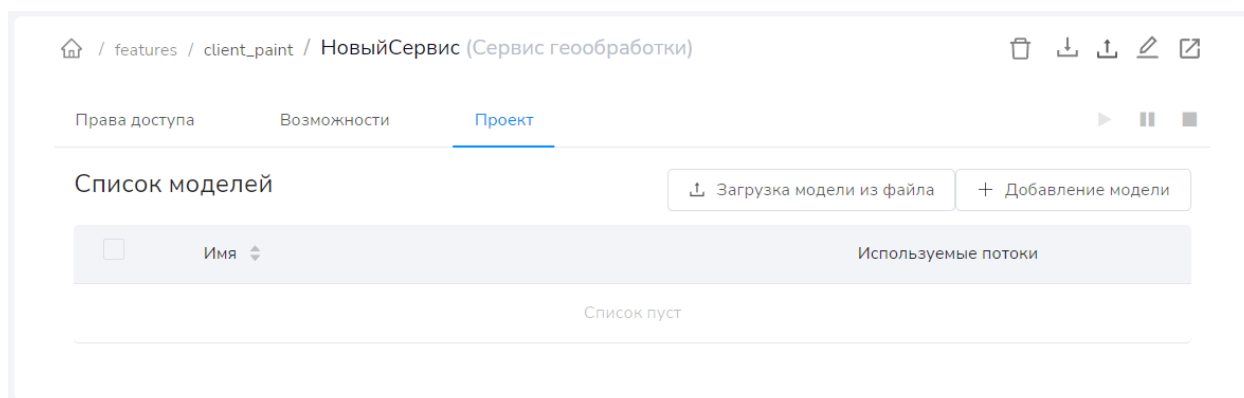 / features / client_paint / НовыйСервис (Сервис геообработки)
Права доступа Возможности Проект
Список моделей
Загрузка модели из файла + Добавление модели
Имя Используемые потоки
Список пуст